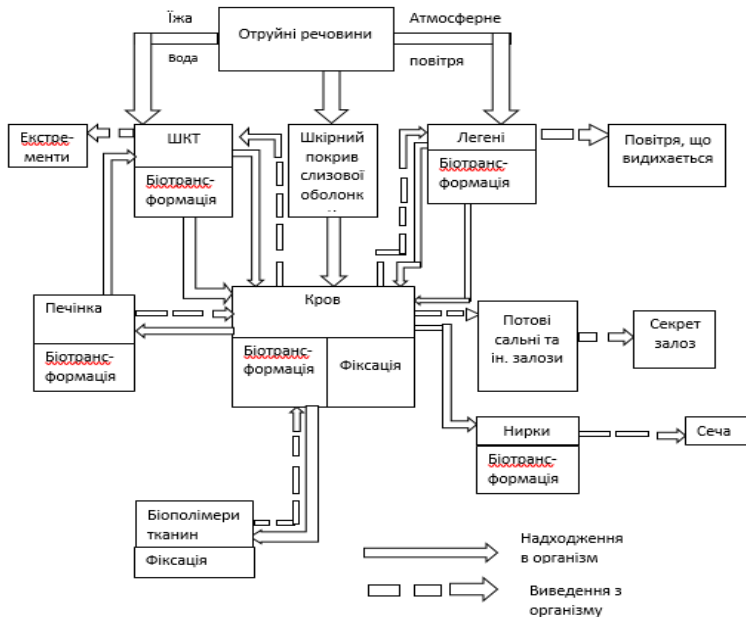 Їжа
Атмосферне
Отруйні речовини
Вода
повітря
Екстре-
менти
ШКТ
Біотранс-
формація
Шкірний
покрив
слизової
оболонк
Легені
Біотранс-
формація
Повітря, що
видихається
Печінка
Біотранс-
формація
Кров
Біотранс-
формація
Фіксація
Потові
сальні та
ін. залози
Секрет
залоз
Нирки
Біотранс-
формація
Сеча
Біополімери
тканин
Фіксація
Надходження
в організм
Виведення з
організму